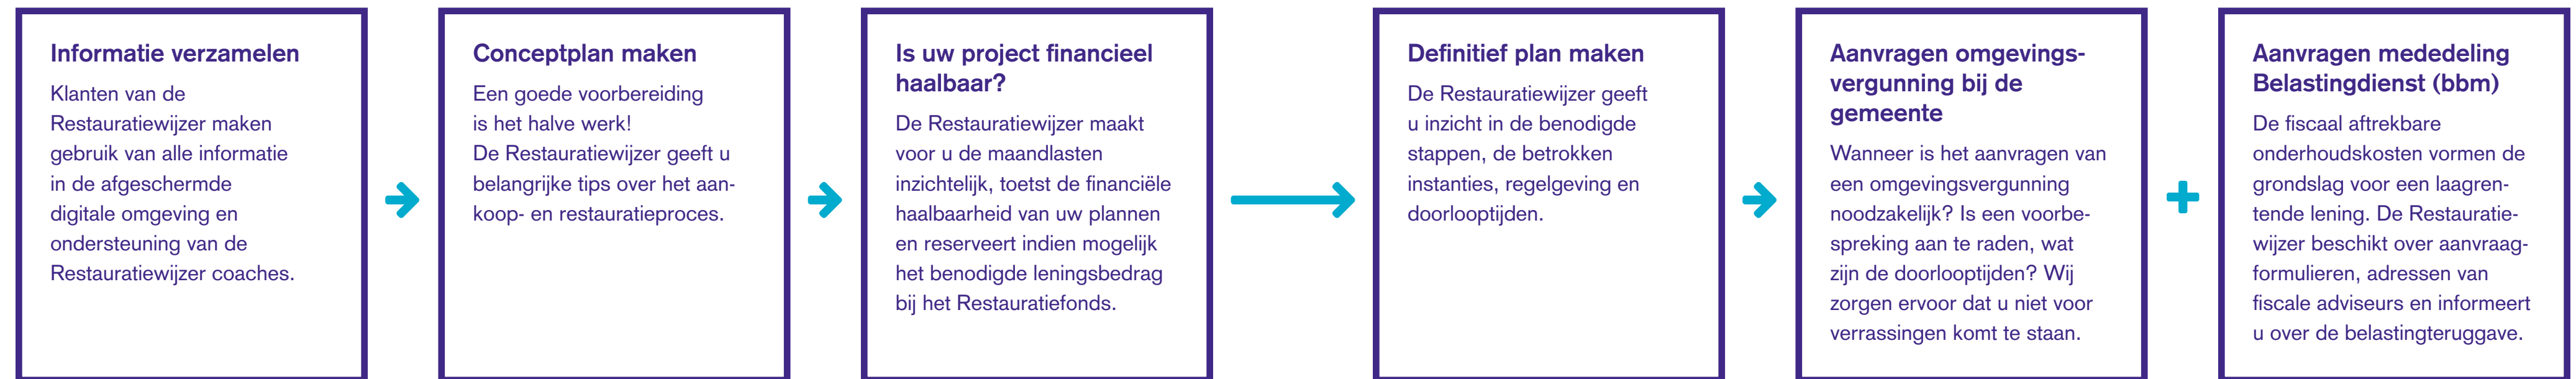 Informatie verzamelen
Klanten van de
Restauratiewijzer maken
gebruik van alle informatie
in de afgeschermde
digitale omgeving en
ondersteuning van de
Restauratiewijzer coaches.
Conceptplan maken
Een goede voorbereiding
is het halve werk!
De Restauratiewijzer geeft u
belangrijke tips over het aan-
koop- en restauratieproces.
Is uw project financieel
haalbaar?
De Restauratiewijzer maakt
voor u de maandlasten
inzichtelijk, toetst de financiële
haalbaarheid van uw plannen
en reserveert indien mogelijk
het benodigde leningsbedrag
bij het Restauratiefonds.
Definitief plan maken
De Restauratiewijzer geeft
u inzicht in de benodigde
stappen, de betrokken
instanties, regelgeving en
doorlooptijden.
Aanvragen omgevings-
vergunning bij de
gemeente
Wanneer is het aanvragen van
een omgevingsvergunning
noodzakelijk? Is een voorbe-
spreking aan te raden, wat
zijn de doorlooptijden? Wij
zorgen ervoor dat u niet voor
verrassingen komt te staan.
Aanvragen mededeling
Belastingdienst (bbm)
De fiscaal aftrekbare
onderhoudskosten vormen de
grondslag voor een laagren-
tende lening. De Restauratie-
wijzer beschikt over aanvraag-
formulieren, adressen van
fiscale adviseurs en informeert
u over de belastingteruggave.